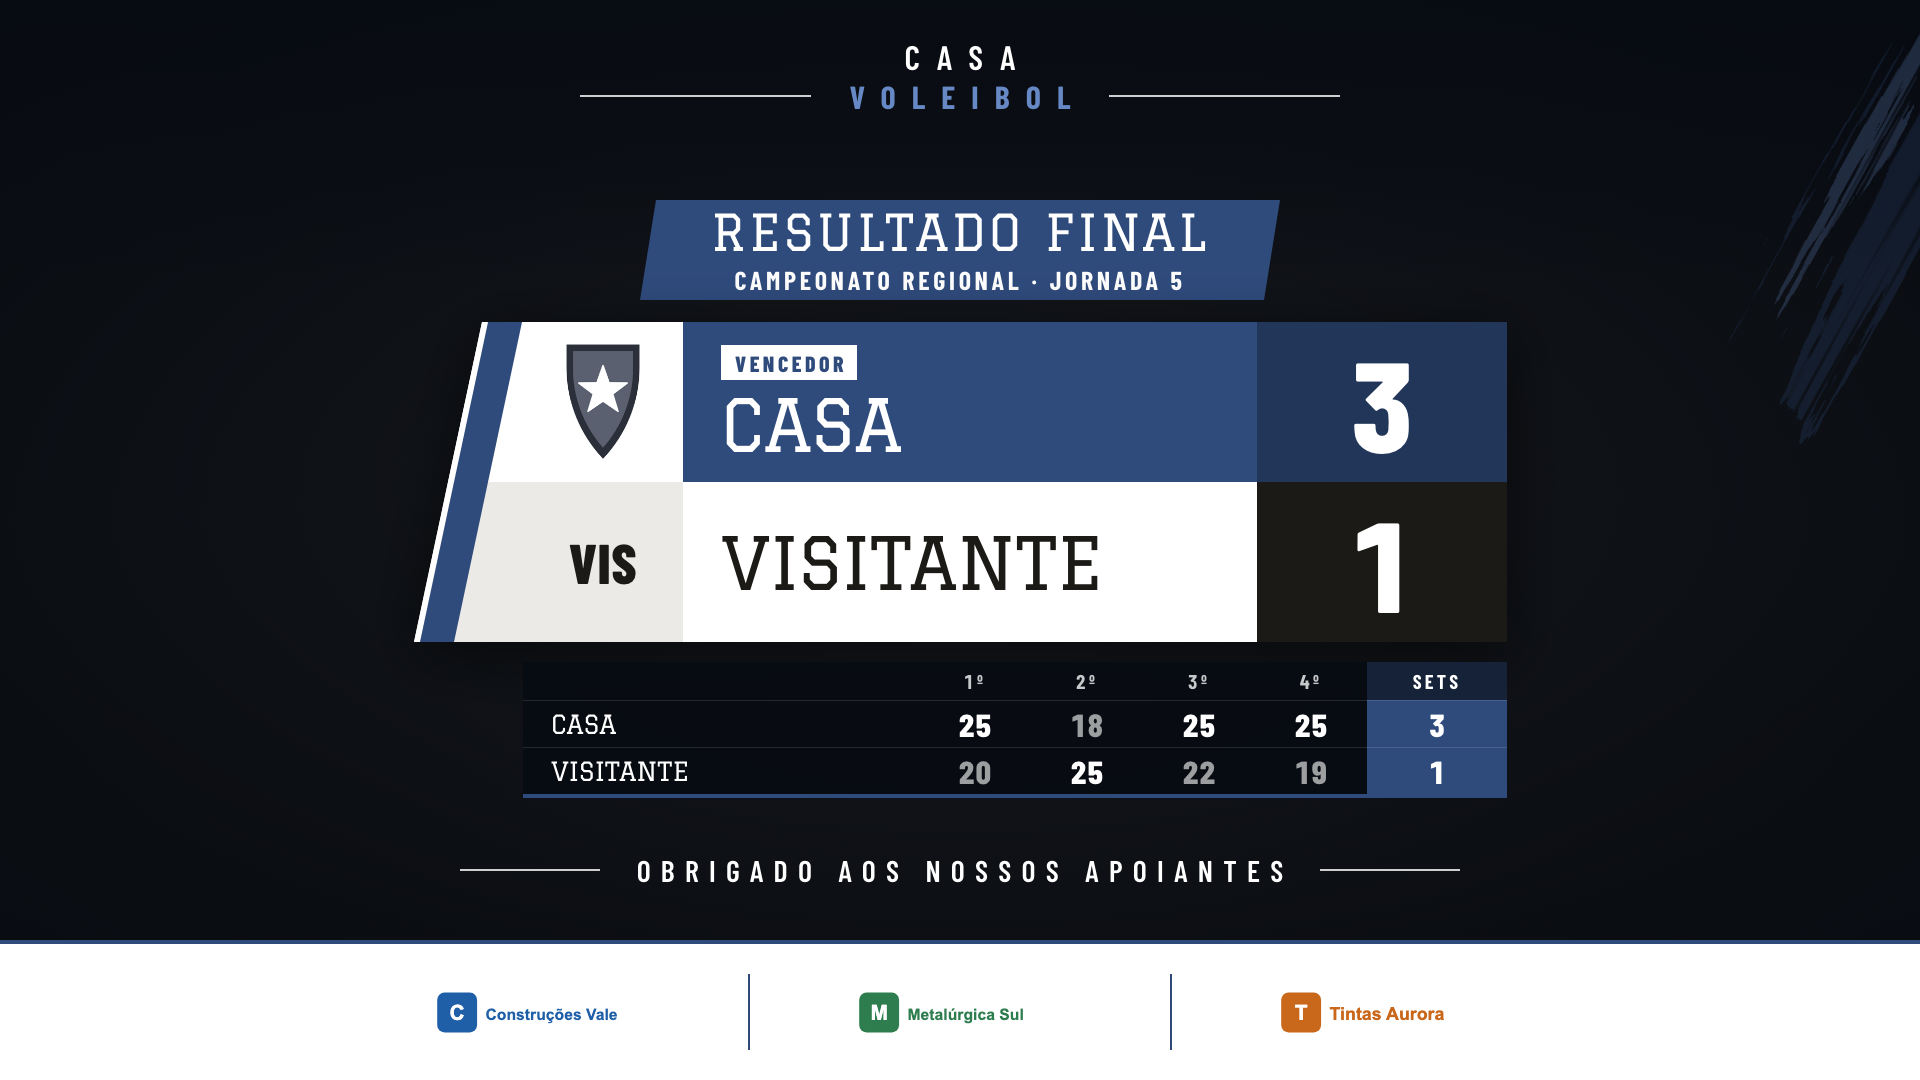 CASA
VOLEIBOL
RESULTADO FINAL
CAMPEONATO REGIONAL · JORNADA 5
VENCEDOR
CASA
3
VIS
VISITANTE
1
1º 2º 3º 4º SETS
CASA 25 18 25 25 3
VISITANTE 20 25 22 19 1
OBRIGADO AOS NOSSOS APOIANTES
C Construções Vale
M Metalúrgica Sul
T Tintas Aurora